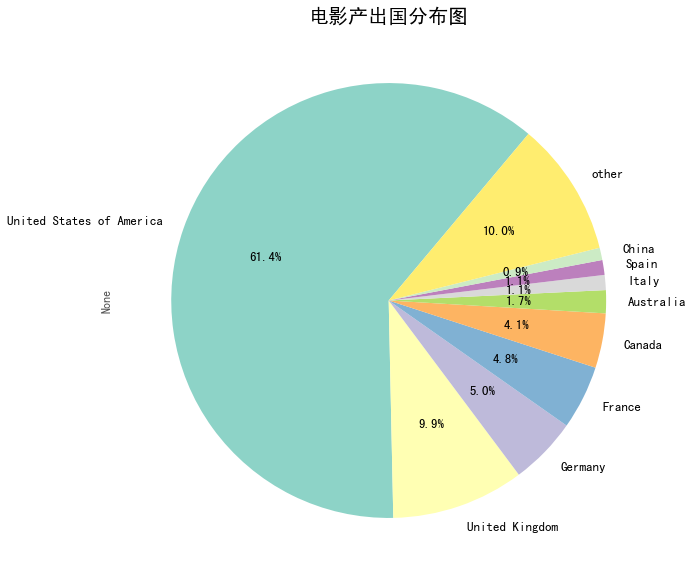 电影产出国分布图
other
10.0%
China
0.9%
Spain
1.1%
Italy
1.1%
Australia
1.7%
Canada
4.1%
France
4.8%
Germany
5.0%
United Kingdom
9.9%
United States of America
61.4%
None